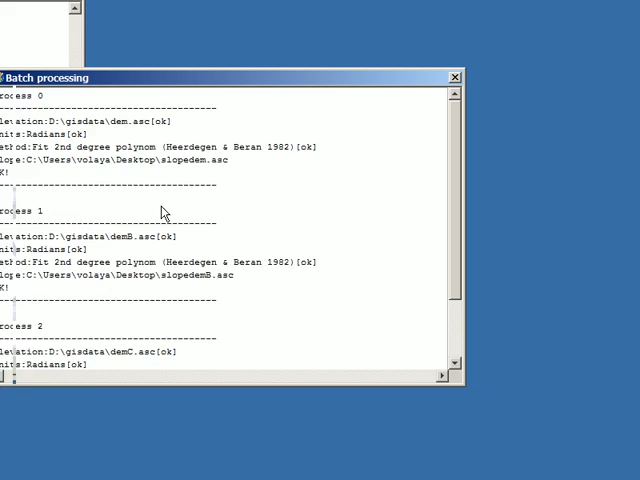 Batch processing
rocess 0
-----------------------------------------
levation:D:\gisdata\dem.asc[ok]
nits:Radians[ok]
ethod:Fit 2nd degree polynom (Heerdegen & Beran 1982)[ok]
lope:C:\Users\volaya\Desktop\slopedem.asc
K!
-----------------------------------------
rocess 1
-----------------------------------------
levation:D:\gisdata\demB.asc[ok]
nits:Radians[ok]
ethod:Fit 2nd degree polynom (Heerdegen & Beran 1982)[ok]
lope:C:\Users\volaya\Desktop\slopedemB.asc
K!
-----------------------------------------
rocess 2
-----------------------------------------
levation:D:\gisdata\demC.asc[ok]
nits:Radians[ok]